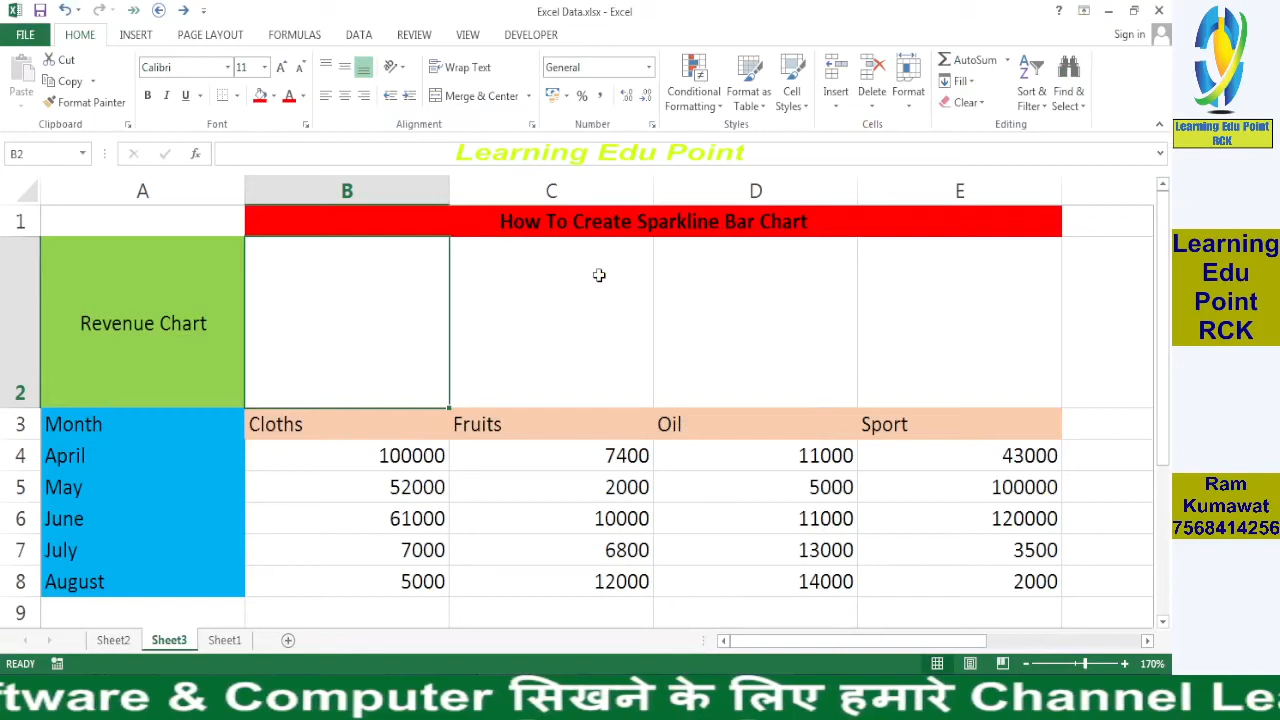 Excel Data.xlsx - Excel
?
FILE HOME INSERT PAGE LAYOUT FORMULAS DATA REVIEW VIEW DEVELOPER Sign in
Paste
Cut
Copy
Format Painter
Clipboard
Calibri 11
B I U
Font
Wrap Text
Merge & Center
Alignment
General
%
Number
Conditional Formatting
Format as Table
Cell Styles
Styles
Insert Delete Format
Cells
AutoSum
Fill
Clear
Sort & Filter
Find & Select
Editing
Learning Edu Point
RCK
B2 fx Learning Edu Point
A B C D E
1 How To Create Sparkline Bar Chart
2 Revenue Chart
3 Month Cloths Fruits Oil Sport
4 April 100000 7400 11000 43000
5 May 52000 2000 5000 100000
6 June 61000 10000 11000 120000
7 July 7000 6800 13000 3500
8 August 5000 12000 14000 2000
9
Learning
Edu
Point
RCK
Ram
Kumawat
7568414256
Sheet2 Sheet3 Sheet1
READY 170%
ftware & Computer सिखने के लिए हमारे Channel Lea